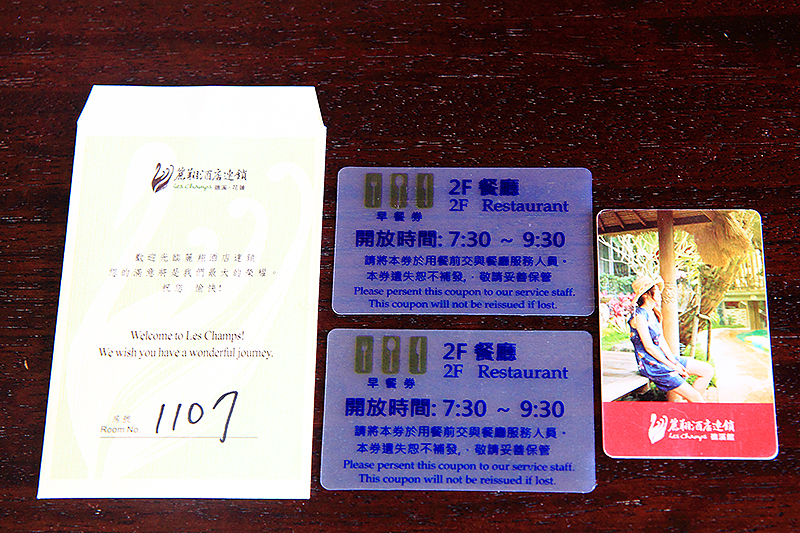 麗翔酒店連鎖
Les Champs 礁溪·花蓮
歡迎光臨麗翔酒店連鎖
您的滿意將是我們最大的榮耀。
祝您 愉快!
Welcome to Les Champs!
We wish you have a wonderful journey.
房號
Room No. 1107
早餐券
2F 餐廳
2F Restaurant
開放時間: 7:30 ~ 9:30
請將本券於用餐前交與餐廳服務人員。
本券遺失恕不補發,敬請妥善保管
Please persent this coupon to our service staff.
This coupon will not be reissued if lost.
早餐券
2F 餐廳
2F Restaurant
開放時間: 7:30 ~ 9:30
請將本券於用餐前交與餐廳服務人員。
本券遺失恕不補發,敬請妥善保管
Please persent this coupon to our service staff.
This coupon will not be reissued if lost.
麗翔酒店連鎖
Les Champs 礁溪館